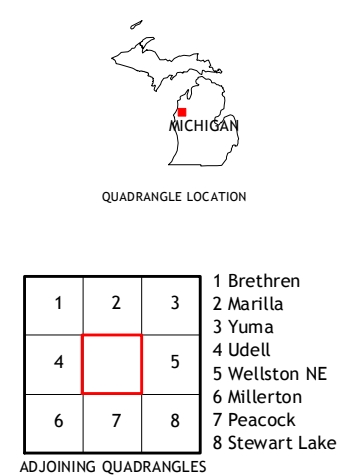 MICHIGAN
QUADRANGLE LOCATION
1 2 3
4 5
6 7 8
1 Brethren
2 Marilla
3 Yuma
4 Udell
5 Wellston NE
6 Millerton
7 Peacock
8 Stewart Lake
ADJOINING QUADRANGLES